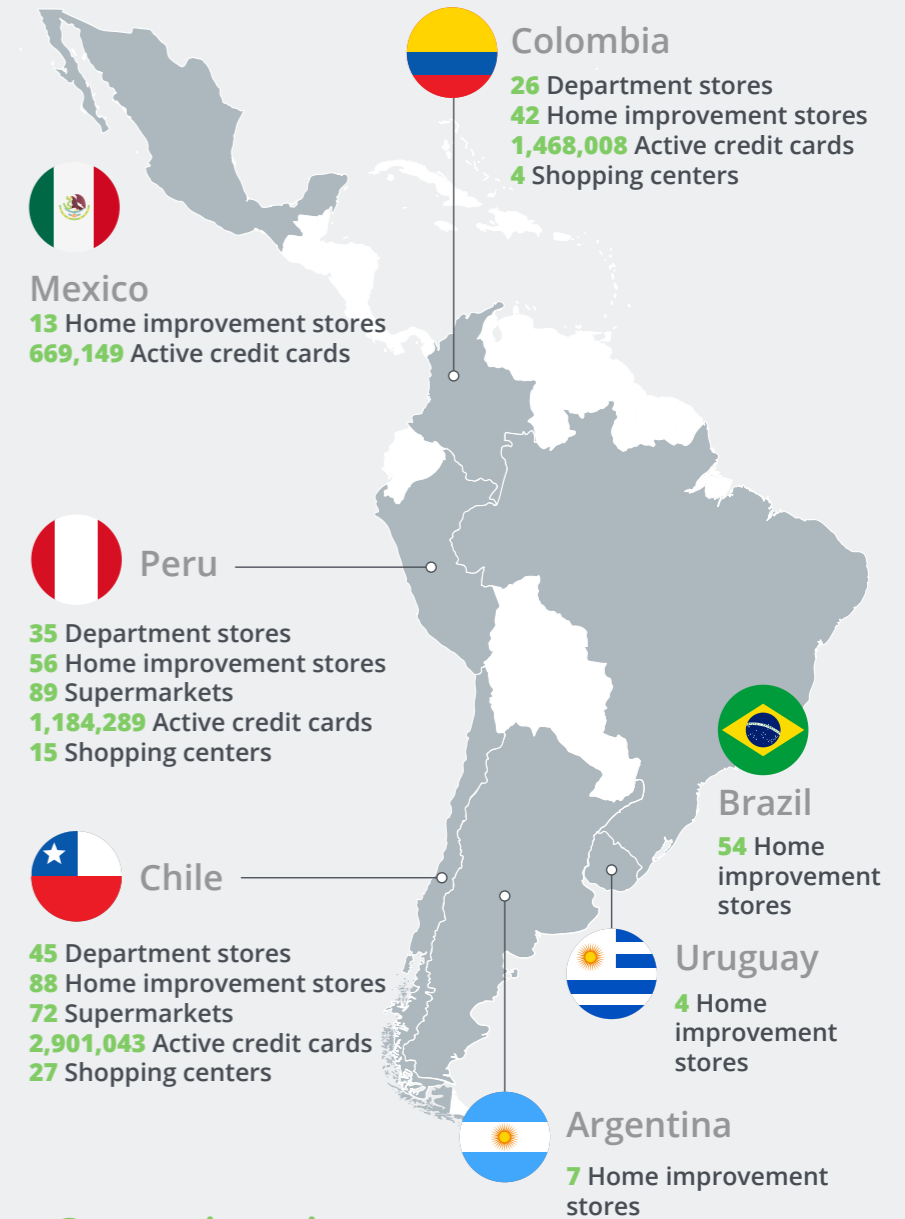 Colombia
26 Department stores
42 Home improvement stores
1,468,008 Active credit cards
4 Shopping centers
Mexico
13 Home improvement stores
669,149 Active credit cards
Peru
35 Department stores
56 Home improvement stores
89 Supermarkets
1,184,289 Active credit cards
15 Shopping centers
Brazil
54 Home
improvement
stores
Chile
45 Department stores
88 Home improvement stores
72 Supermarkets
2,901,043 Active credit cards
27 Shopping centers
Uruguay
4 Home
improvement
stores
Argentina
7 Home improvement
stores